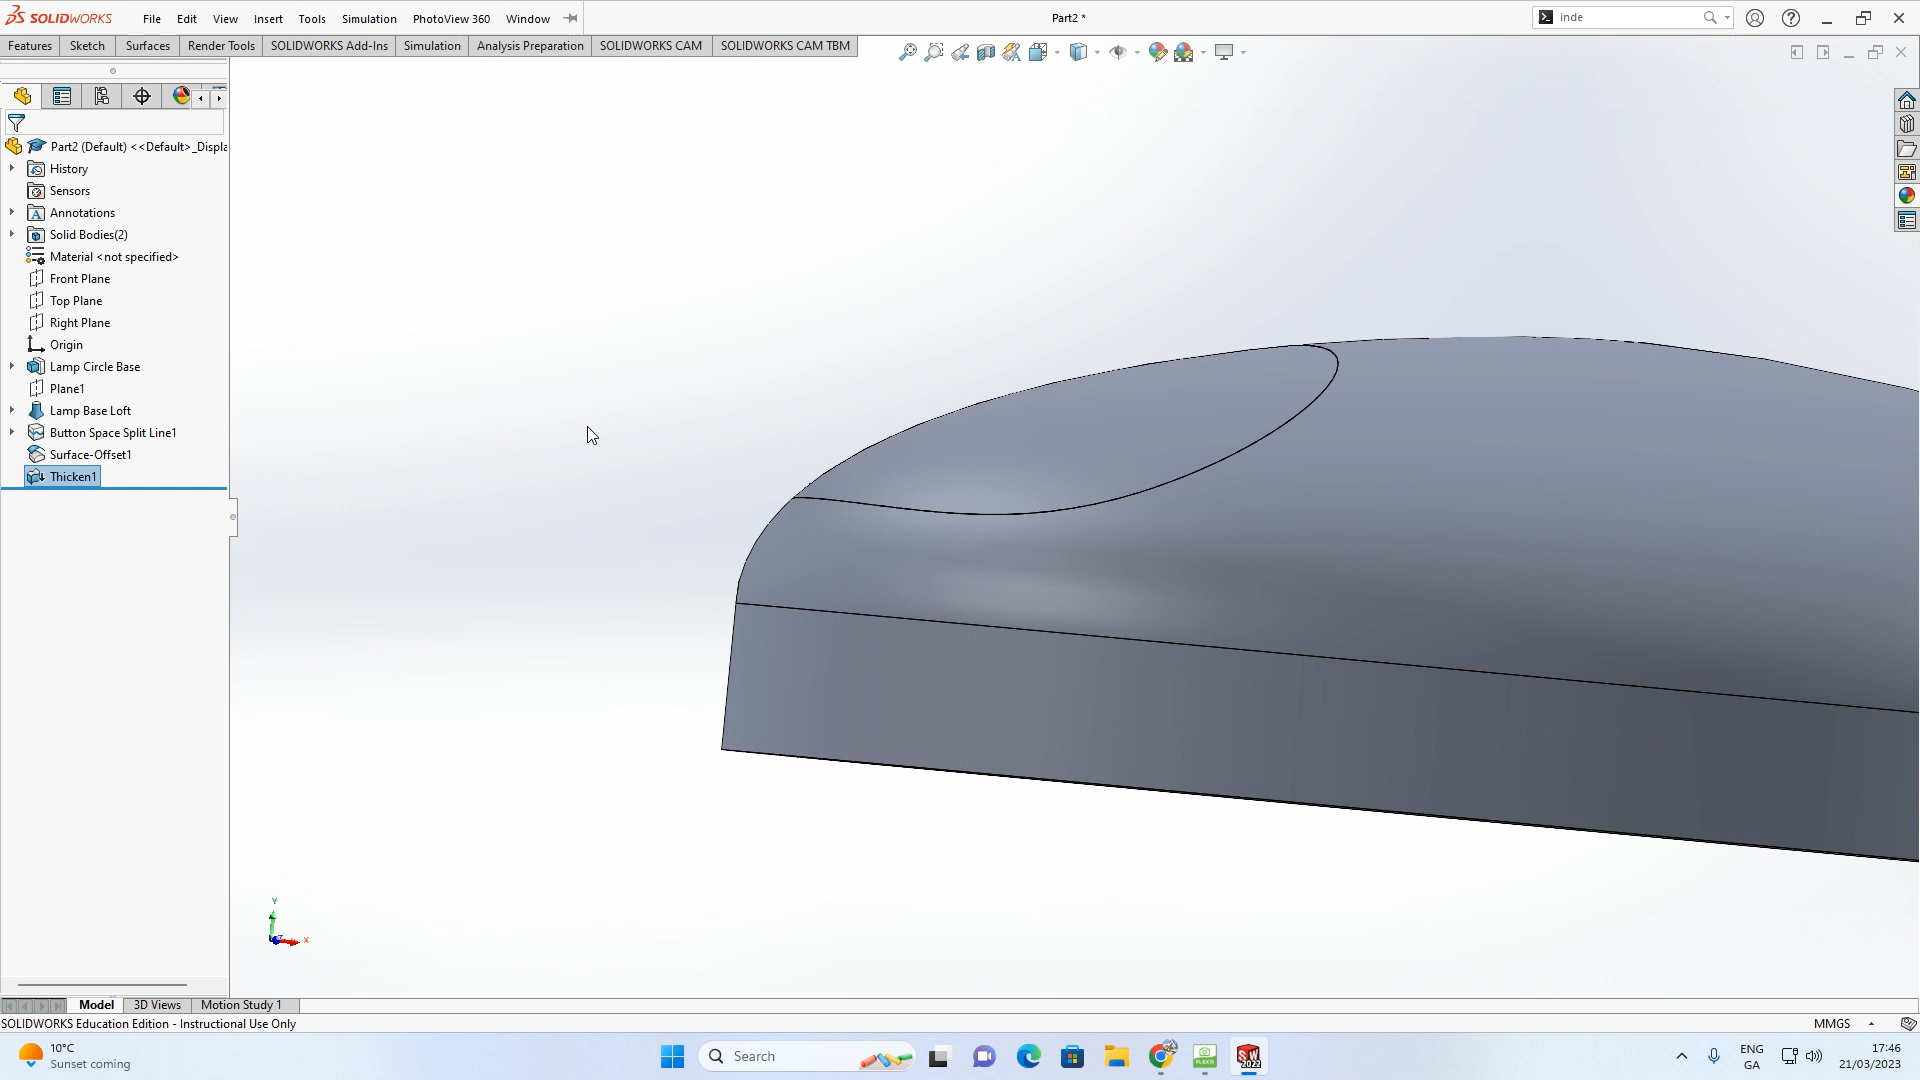 SOLIDWORKS File Edit View Insert Tools Simulation PhotoView 360 Window Part2 * inde
Features Sketch Surfaces Render Tools SOLIDWORKS Add-Ins Simulation Analysis Preparation SOLIDWORKS CAM SOLIDWORKS CAM TBM
Part2 (Default) <<Default>_Displa
History
Sensors
Annotations
Solid Bodies(2)
Material <not specified>
Front Plane
Top Plane
Right Plane
Origin
Lamp Circle Base
Plane1
Lamp Base Loft
Button Space Split Line1
Surface-Offset1
Thicken1
Y
X
Model 3D Views Motion Study 1
SOLIDWORKS Education Edition - Instructional Use Only MMGS
10°C
Sunset coming
Search
SW
2022
ENG
GA
17:46
21/03/2023